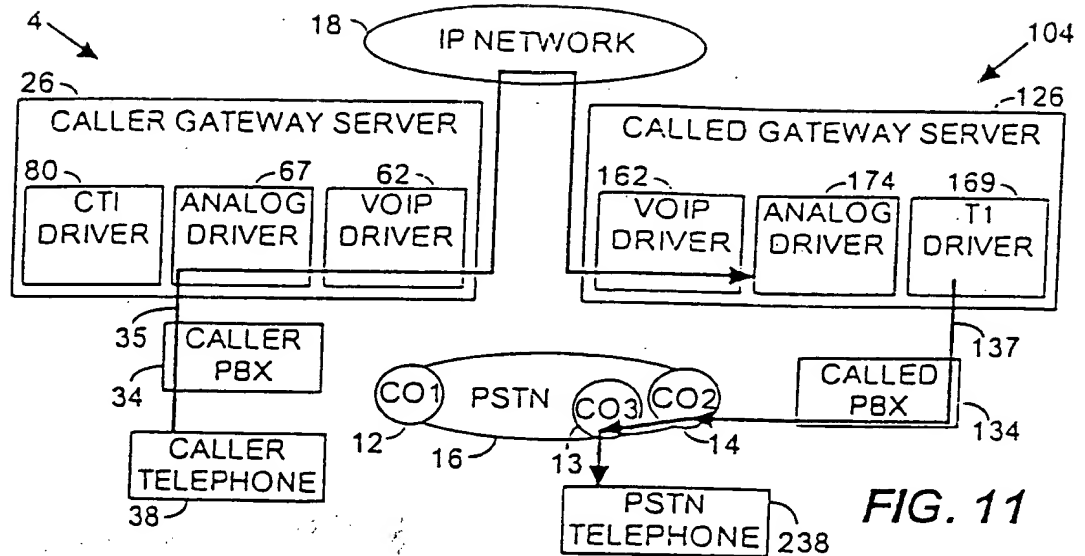 4
18
IP NETWORK
104
26
CALLER GATEWAY SERVER
80
67
62
CTI
DRIVER
ANALOG
DRIVER
VOIP
DRIVER
126
CALLED GATEWAY SERVER
162
174
169
VOIP
DRIVER
ANALOG
DRIVER
T1
DRIVER
35
CALLER
PBX
34
CALLER
TELEPHONE
38
CO1
PSTN
CO3
CO2
12
16
13
14
137
CALLED
PBX
134
PSTN
TELEPHONE
238
FIG. 11